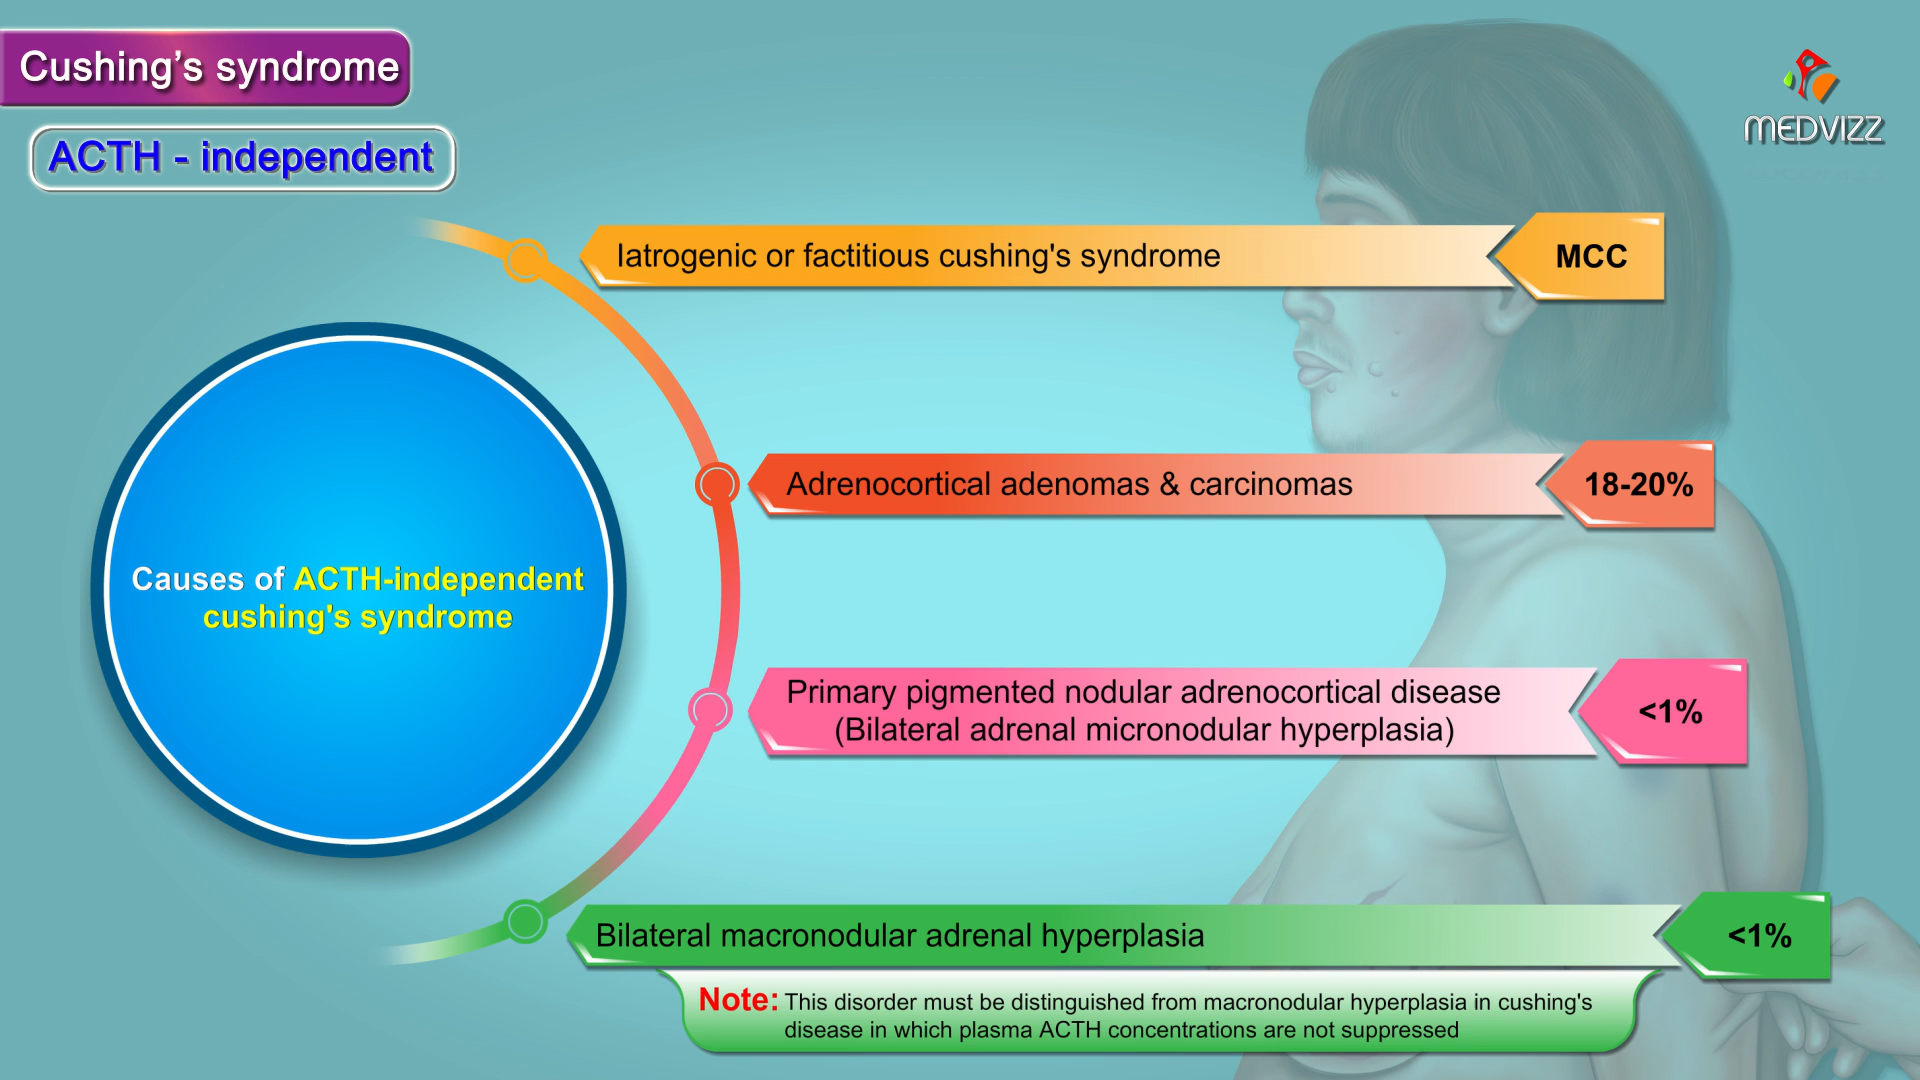 Cushing's syndrome
MEDVIZZ
ACTH - independent
Iatrogenic or factitious cushing's syndrome
MCC
Adrenocortical adenomas & carcinomas
18-20%
Causes of ACTH-independent
cushing's syndrome
Primary pigmented nodular adrenocortical disease
(Bilateral adrenal micronodular hyperplasia)
<1%
Bilateral macronodular adrenal hyperplasia
<1%
Note: This disorder must be distinguished from macronodular hyperplasia in cushing's
disease in which plasma ACTH concentrations are not suppressed